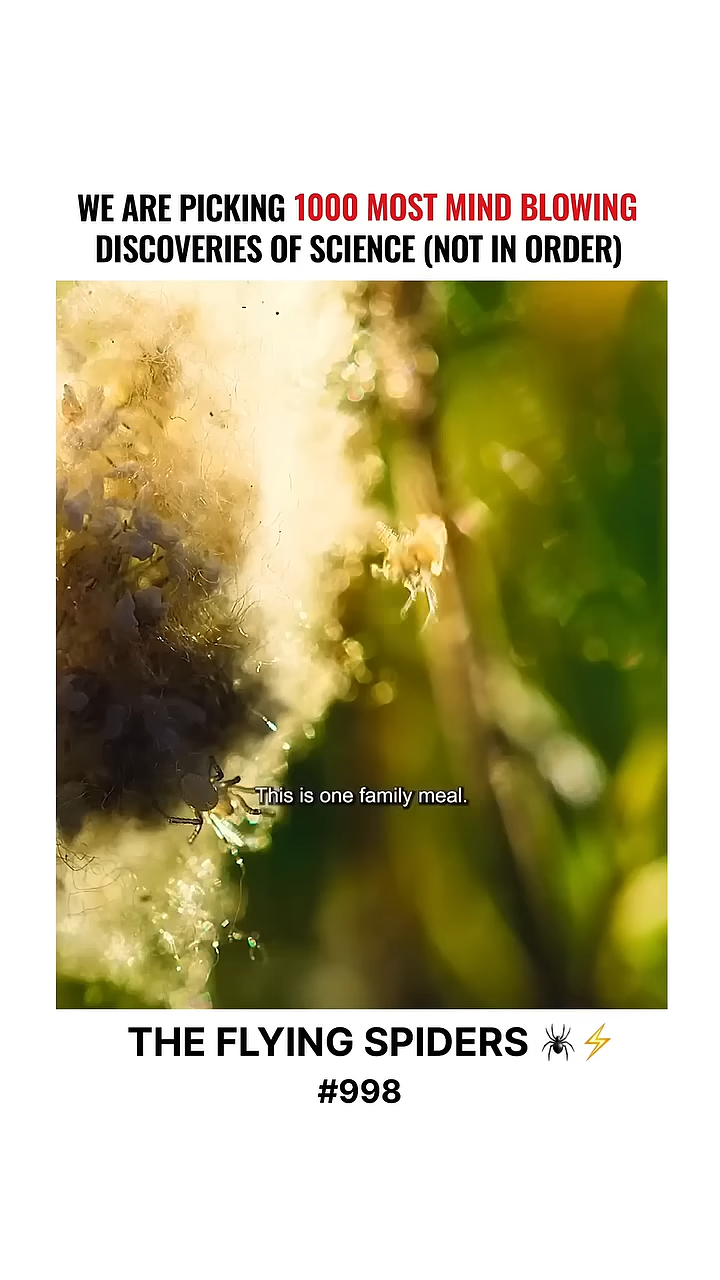 WE ARE PICKING 1000 MOST MIND BLOWING
DISCOVERIES OF SCIENCE (NOT IN ORDER)
This is one family meal.
THE FLYING SPIDERS 🕷️⚡
#998